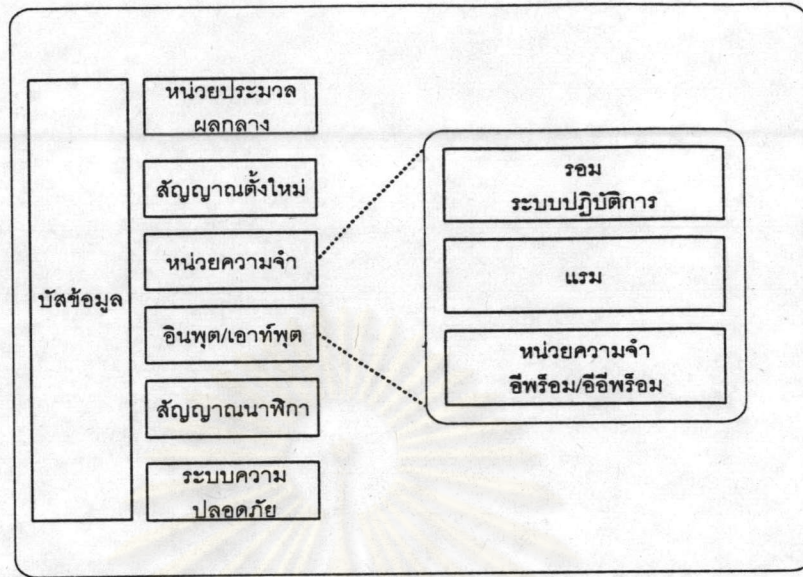 บัสข้อมูล
หน่วยประมวล
ผลกลาง
สัญญาณตั้งใหม่
หน่วยความจำ
อินพุต/เอาท์พุต
สัญญาณนาฬิกา
ระบบความ
ปลอดภัย
รอม
ระบบปฏิบัติการ
แรม
หน่วยความจำ
อีพร็อม/อีอีพร็อม